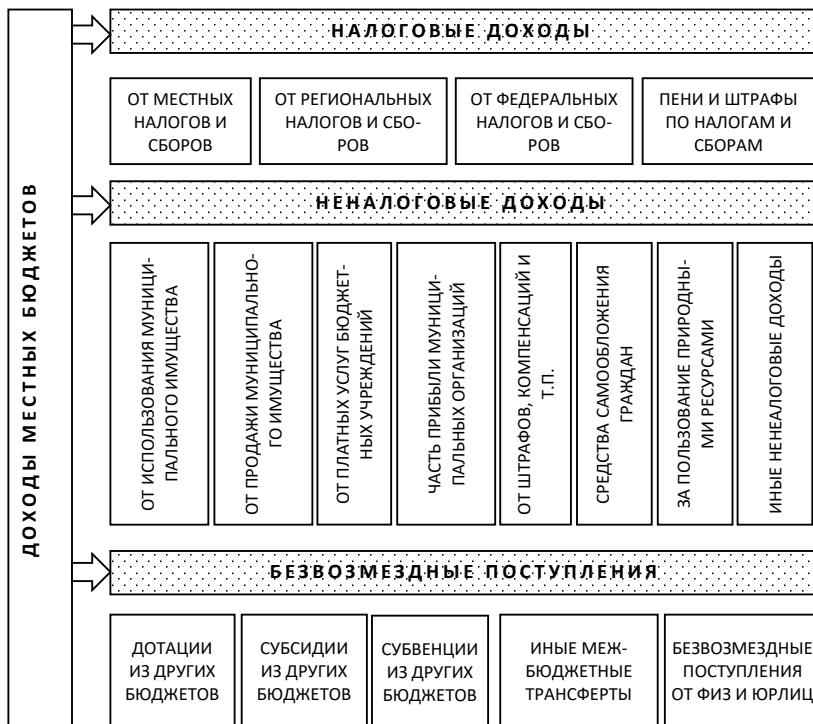 ДОХОДЫ МЕСТНЫХ БЮДЖЕТОВ
НАЛОГОВЫЕ ДОХОДЫ
ОТ МЕСТНЫХ
НАЛОГОВ И
СБОРОВ
ОТ РЕГИОНАЛЬНЫХ
НАЛОГОВ И СБО-
РОВ
ОТ ФЕДЕРАЛЬНЫХ
НАЛОГОВ И СБО-
РОВ
ПЕНИ И ШТРАФЫ
ПО НАЛОГАМ И
СБОРАМ
НЕНАЛОГОВЫЕ ДОХОДЫ
ОТ ИСПОЛЬЗОВАНИЯ МУНИЦИ-
ПАЛЬНОГО ИМУЩЕСТВА
ОТ ПРОДАЖИ МУНИЦИПАЛЬНО-
ГО ИМУЩЕСТВА
ОТ ПЛАТНЫХ УСЛУГ БЮДЖЕТ-
НЫХ УЧРЕЖДЕНИЙ
ЧАСТЬ ПРИБЫЛИ МУНИЦИ-
ПАЛЬНЫХ ОРГАНИЗАЦИЙ
ОТ ШТРАФОВ, КОМПЕНСАЦИЙ И
Т.П.
СРЕДСТВА САМООБЛОЖЕНИЯ
ГРАЖДАН
ЗА ПОЛЬЗОВАНИЕ ПРИРОДНЫ-
МИ РЕСУРСАМИ
ИНЫЕ НЕНЕАЛОГОВЫЕ ДОХОДЫ
БЕЗВОЗМЕЗДНЫЕ ПОСТУПЛЕНИЯ
ДОТАЦИИ
ИЗ ДРУГИХ
БЮДЖЕТОВ
СУБСИДИИ
ИЗ ДРУГИХ
БЮДЖЕТОВ
СУБВЕНЦИИ
ИЗ ДРУГИХ
БЮДЖЕТОВ
ИНЫЕ МЕЖ-
БЮДЖЕТНЫЕ
ТРАНСФЕРТЫ
БЕЗВОЗМЕЗДНЫЕ
ПОСТУПЛЕНИЯ
ОТ ФИЗ И ЮРЛИЦ